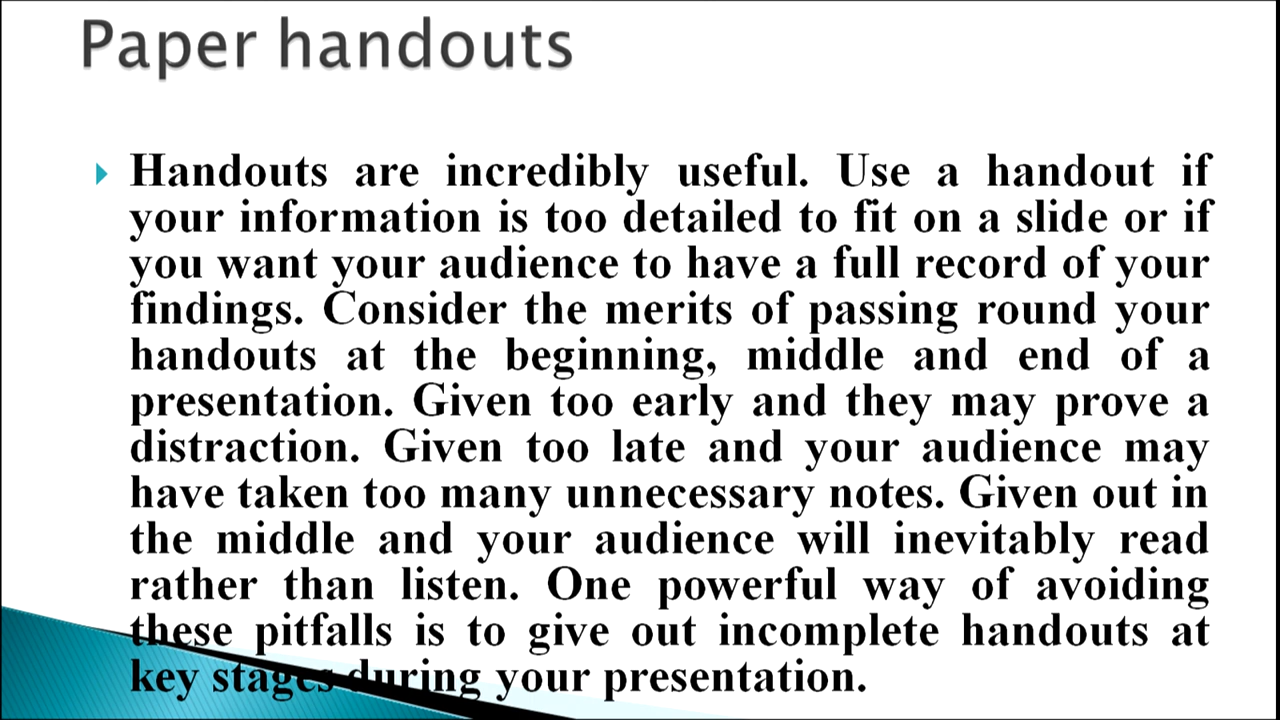 Paper handouts
Handouts are incredibly useful. Use a handout if
your information is too detailed to fit on a slide or if
you want your audience to have a full record of your
findings. Consider the merits of passing round your
handouts at the beginning, middle and end of a
presentation. Given too early and they may prove a
distraction. Given too late and your audience may
have taken too many unnecessary notes. Given out in
the middle and your audience will inevitably read
rather than listen. One powerful way of avoiding
these pitfalls is to give out incomplete handouts at
key stages during your presentation.